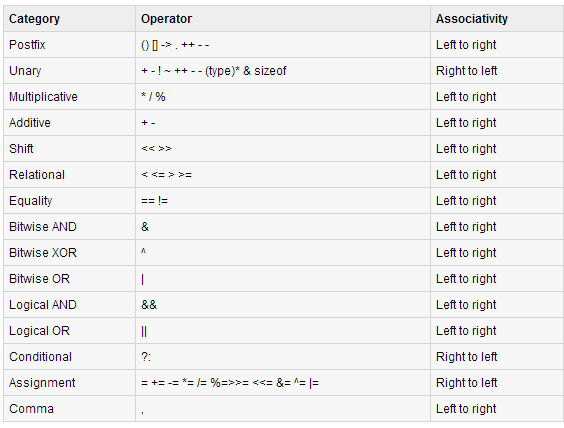 Category Operator Associativity
Postfix () [] -> . ++ - - Left to right
Unary + - ! ~ ++ - - (type)* & sizeof Right to left
Multiplicative * / % Left to right
Additive + - Left to right
Shift << >> Left to right
Relational < <= > >= Left to right
Equality == != Left to right
Bitwise AND & Left to right
Bitwise XOR ^ Left to right
Bitwise OR | Left to right
Logical AND && Left to right
Logical OR || Left to right
Conditional ?: Right to left
Assignment = += -= *= /= %=>>= <<= &= ^= |= Right to left
Comma , Left to right